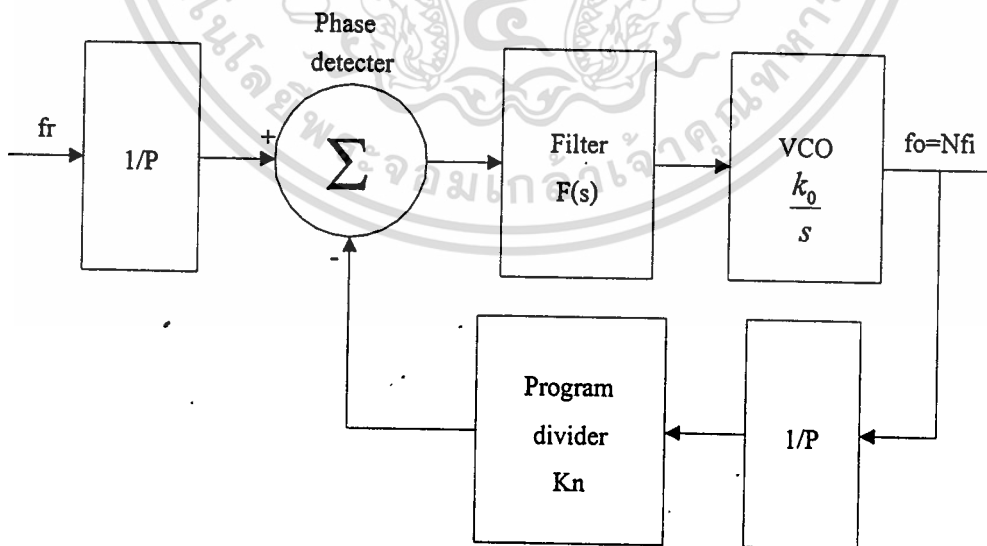 Phase
detecter
fr
1/P
+
Σ
-
Filter
F(s)
VCO
k₀
s
fo=Nfi
Program
divider
Kn
1/P